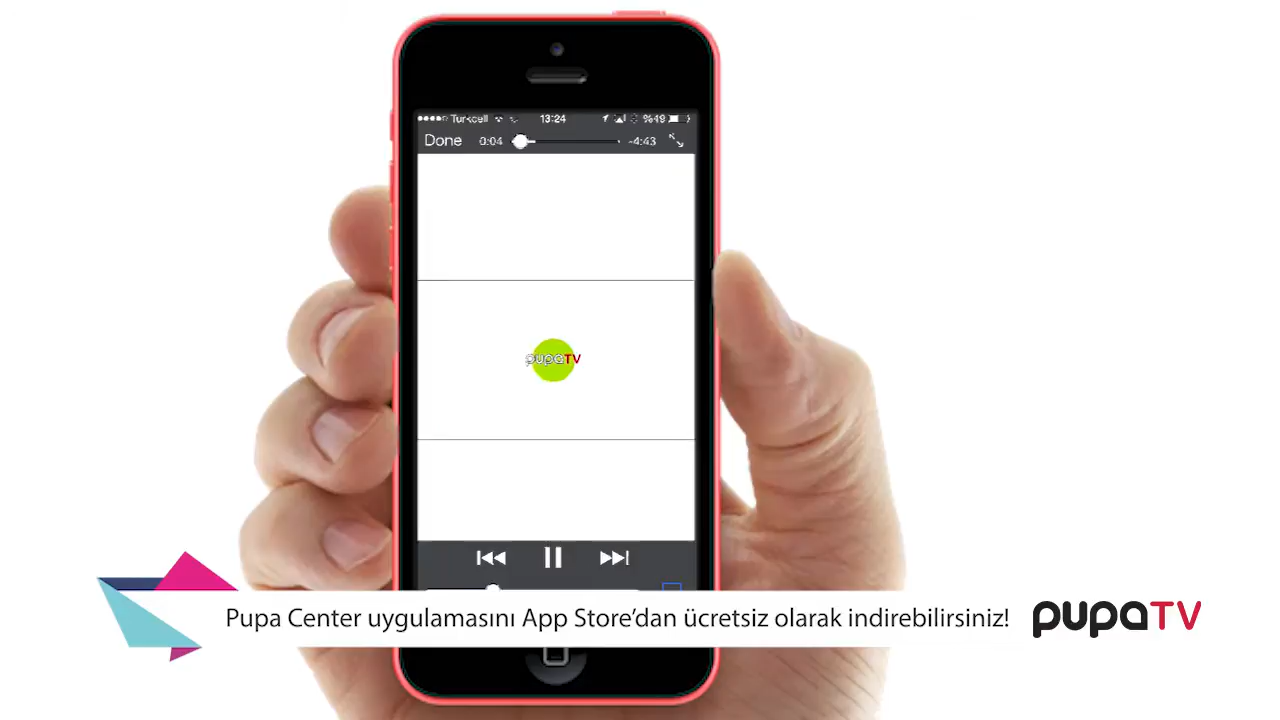 Turkcell 13:24 %49
Done 0:04 -4:43
pupaTV
Pupa Center uygulamasını App Store’dan ücretsiz olarak indirebilirsiniz!
pupaTV